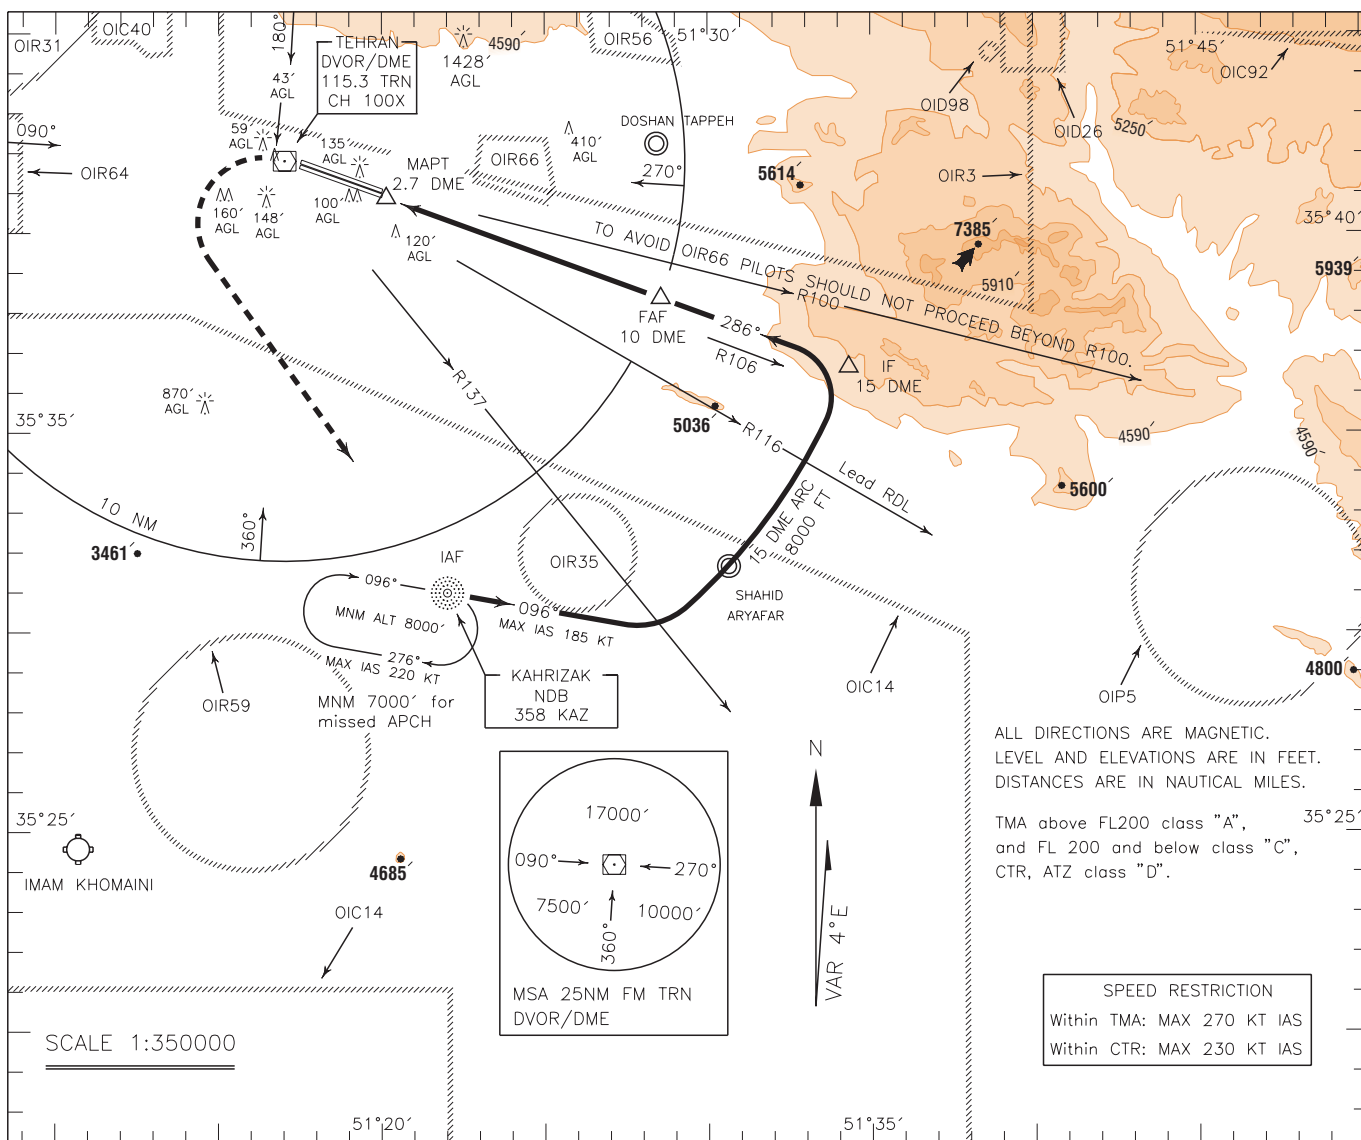 OIR31
OIC40
180°
TEHRAN
DVOR/DME
115.3 TRN
CH 100X
43′
AGL
1428′
AGL
4590′
OIR56
51°30′
51°45′
OIC92
OID98
OID26
5250′
090°
59′
AGL
135′
AGL
OIR66
410′
AGL
DOSHAN TAPPEH
270°
MAPT
2.7 DME
OIR64
160′
AGL
148′
AGL
100′
AGL
120′
AGL
5614′
OIR3
7385′
35°40′
5939′
5910′
TO AVOID OIR66 PILOTS SHOULD NOT PROCEED BEYOND R100.
R100
FAF
10 DME
286°
R106
IF
15 DME
R137
870′
AGL
35°35′
5036′
R116
Lead RDL
4590′
4590′
5600′
10 NM
360°
3461′
IAF
OIR35
15 DME ARC
8000 FT
096°
MNM ALT 8000′
276°
MAX IAS 220 KT
096°
MAX IAS 185 KT
SHAHID
ARYAFAR
OIC14
OIP5
4800′
OIR59
MNM 7000′ for
missed APCH
KAHRIZAK
NDB
358 KAZ
ALL DIRECTIONS ARE MAGNETIC.
LEVEL AND ELEVATIONS ARE IN FEET.
DISTANCES ARE IN NAUTICAL MILES.
TMA above FL200 class "A",
and FL 200 and below class "C",
CTR, ATZ class "D".
35°25′
35°25′
IMAM KHOMAINI
4685′
OIC14
17000′
090°
270°
7500′
10000′
360°
MSA 25NM FM TRN
DVOR/DME
N
VAR 4°E
SPEED RESTRICTION
Within TMA: MAX 270 KT IAS
Within CTR: MAX 230 KT IAS
SCALE 1:350000
51°20′
51°35′